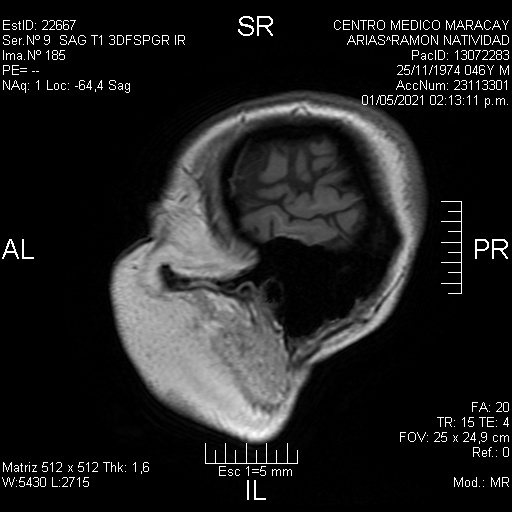 EstID: 22667
Ser.Nº 9 SAG T1 3DFSPGR IR
Ima.Nº 185
PE= --
NAq: 1 Loc: -64,4 Sag
SR
CENTRO MEDICO MARACAY
ARIAS^RAMON NATIVIDAD
PacID: 13072283
25/11/1974 046Y M
AccNum: 23113301
01/05/2021 02:13:11 p.m.
AL
PR
FA: 20
TR: 15 TE: 4
FOV: 25 x 24,9 cm
Ref.: 0
Matriz 512 x 512 Thk: 1,6
W:5430 L:2715
Esc 1=5 mm
IL
Mod.: MR